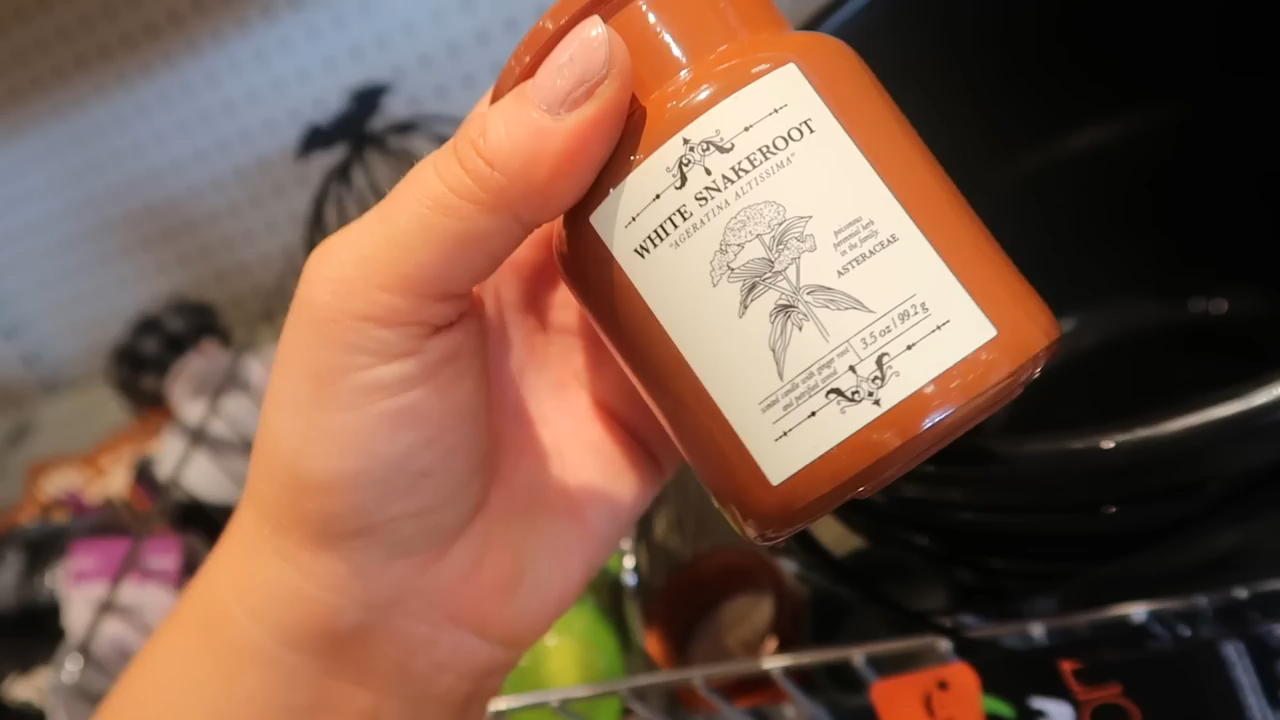 WHITE SNAKEROOT
"AGERATINA ALTISSIMA"
poisonous
perennial herb
in the family.
ASTERACEAE
scented candle with ginger root
and petrified wood
3.5 oz | 99.2 g